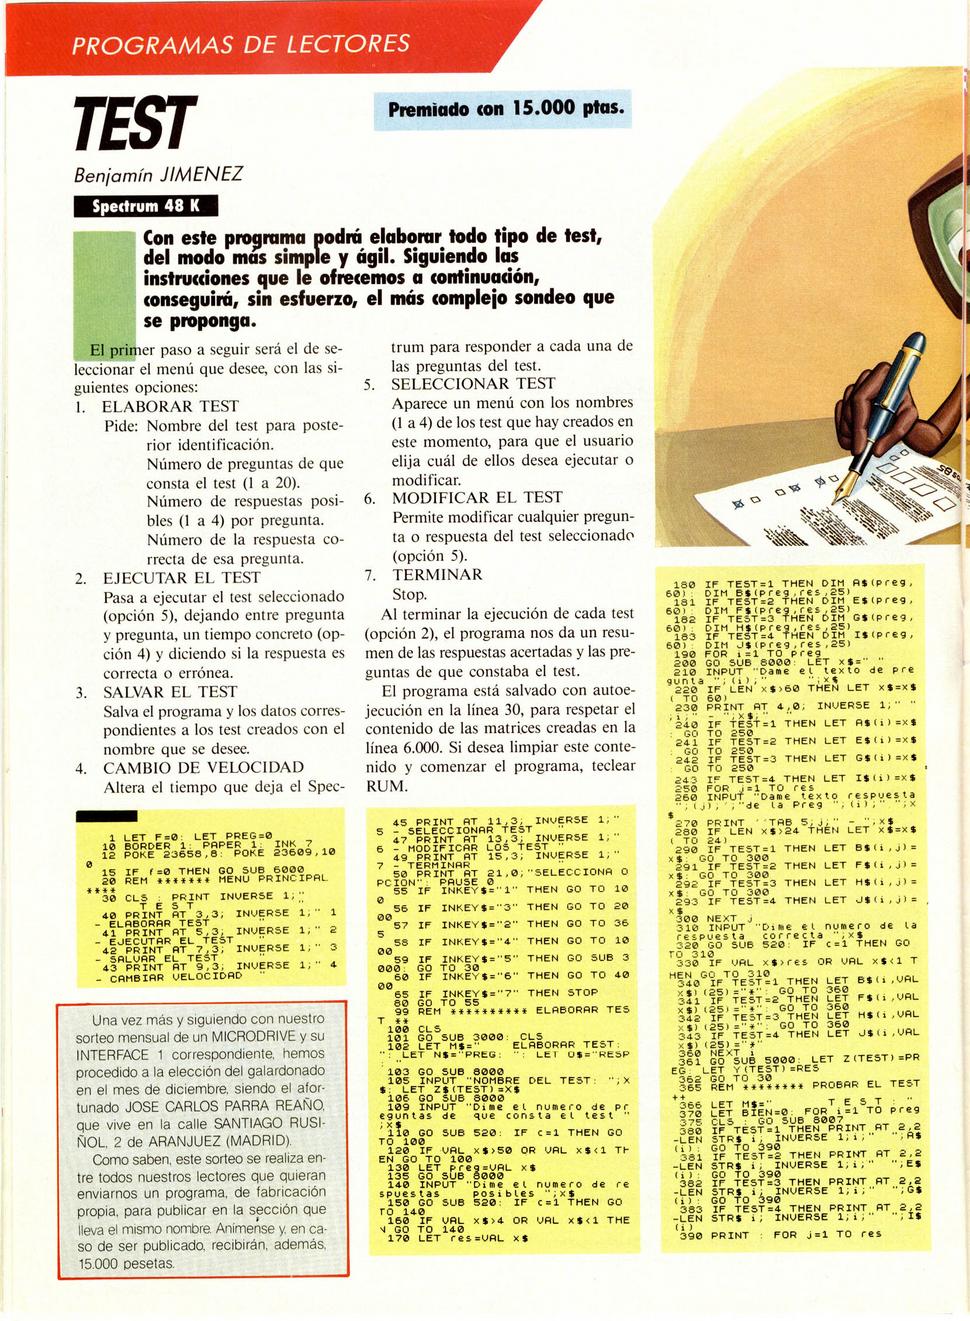 PROGRAMAS DE LECTORES
TEST
Premiado con 15.000 ptas.
Benjamín JIMENEZ
Spectrum 48 K
Con este programa podrá elaborar todo tipo de test,
del modo más simple y ágil. Siguiendo las
instrucciones que le ofrecemos a continuación,
conseguirá, sin esfuerzo, el más complejo sondeo que
se proponga.
El primer paso a seguir será el de se-
leccionar el menú que desee, con las si-
guientes opciones:
1. ELABORAR TEST
Pide: Nombre del test para poste-
rior identificación.
Número de preguntas de que
consta el test (1 a 20).
Número de respuestas posi-
bles (1 a 4) por pregunta.
Número de la respuesta co-
rrecta de esa pregunta.
2. EJECUTAR EL TEST
Pasa a ejecutar el test seleccionado
(opción 5), dejando entre pregunta
y pregunta, un tiempo concreto (op-
ción 4) y diciendo si la respuesta es
correcta o errónea.
3. SALVAR EL TEST
Salva el programa y los datos corres-
pondientes a los test creados con el
nombre que se desee.
4. CAMBIO DE VELOCIDAD
Altera el tiempo que deja el Spec-
trum para responder a cada una de
las preguntas del test.
5. SELECCIONAR TEST
Aparece un menú con los nombres
(1 a 4) de los test que hay creados en
este momento, para que el usuario
elija cuál de ellos desea ejecutar o
modificar.
6. MODIFICAR EL TEST
Permite modificar cualquier pregun-
ta o respuesta del test seleccionado
(opción 5).
7. TERMINAR
Stop.
Al terminar la ejecución de cada test
(opción 2), el programa nos da un resu-
men de las respuestas acertadas y las pre-
guntas de que constaba el test.
El programa está salvado con autoe-
jecución en la línea 30, para respetar el
contenido de las matrices creadas en la
línea 6.000. Si desea limpiar este conte-
nido y comenzar el programa, teclear
RUM.
1 LET F=0: LET PREG=0
10 BORDER 1: PAPER 1: INK 7
12 POKE 23658,8: POKE 23609,10
0
15 IF f=0 THEN GO SUB 6000
20 REM ******* MENU PRINCIPAL
****
30 CLS : PRINT INVERSE 1;"
T E S T "
40 PRINT AT 3,3; INVERSE 1;" 1
- ELABORAR TEST "
41 PRINT AT 5,3; INVERSE 1;" 2
- EJECUTAR EL TEST "
42 PRINT AT 7,3; INVERSE 1;" 3
- SALVAR EL TEST "
43 PRINT AT 9,3; INVERSE 1;" 4
- CAMBIAR VELOCIDAD "
45 PRINT AT 11,3; INVERSE 1;"
5 - SELECCIONAR TEST "
47 PRINT AT 13,3; INVERSE 1;"
6 - MODIFICAR LOS TEST "
49 PRINT AT 15,3; INVERSE 1;"
7 - TERMINAR "
50 PRINT AT 21,0;"SELECCIONA O
PCION": PAUSE 0
55 IF INKEY$="1" THEN GO TO 10
0
56 IF INKEY$="3" THEN GO TO 20
00
57 IF INKEY$="2" THEN GO TO 36
5
58 IF INKEY$="4" THEN GO TO 10
00
59 IF INKEY$="5" THEN GO SUB 3
000: GO TO 30
60 IF INKEY$="6" THEN GO TO 40
00
65 IF INKEY$="7" THEN STOP
80 GO TO 55
99 REM ********** ELABORAR TES
T **
100 CLS
101 GO SUB 3000: CLS
102 LET M$=" ELABORAR TEST:
": LET N$="PREG: ": LET O$="RESP
: "
103 GO SUB 8000
105 INPUT "NOMBRE DEL TEST: ";X
$: LET Z$(TEST)=X$
106 GO SUB 8000
109 INPUT "Dime el numero de pr
eguntas de que consta el test "
;X$
110 GO SUB 520: IF c=1 THEN GO
TO 100
120 IF VAL x$>50 OR VAL x$<1 TH
EN GO TO 100
130 LET preg=VAL x$
135 GO SUB 8000
140 INPUT "Dime el numero de re
spuestas posibles ";x$
150 GO SUB 520: IF c=1 THEN GO
TO 140
160 IF VAL x$>4 OR VAL x$<1 THE
N GO TO 140
170 LET res=VAL x$
180 IF TEST=1 THEN DIM A$(preg,
60): DIM B$(preg,res,25)
181 IF TEST=2 THEN DIM E$(preg,
60): DIM F$(preg,res,25)
182 IF TEST=3 THEN DIM G$(preg,
60): DIM H$(preg,res,25)
183 IF TEST=4 THEN DIM I$(preg,
60): DIM J$(preg,res,25)
190 FOR i=1 TO preg
200 GO SUB 8000: LET x$=" "
210 INPUT "Dame el texto de pre
gunta ";(i);" ";x$
220 IF LEN x$>60 THEN LET x$=x$
( TO 60)
230 PRINT AT 4,0; INVERSE 1;" "
;i;" - ";x$;" "
240 IF TEST=1 THEN LET A$(i)=x$
: GO TO 250
241 IF TEST=2 THEN LET E$(i)=x$
: GO TO 250
242 IF TEST=3 THEN LET G$(i)=x$
: GO TO 250
243 IF TEST=4 THEN LET I$(i)=x$
250 FOR j=1 TO res
260 INPUT "Dame texto respuesta
";(j);" de la Preg ";(i);" ";x
$
270 PRINT ''TAB 5;j;" - ";x$
280 IF LEN x$>24 THEN LET x$=x$
( TO 24)
290 IF TEST=1 THEN LET B$(i,j)=
x$: GO TO 300
291 IF TEST=2 THEN LET F$(i,j)=
x$: GO TO 300
292 IF TEST=3 THEN LET H$(i,j)=
x$: GO TO 300
293 IF TEST=4 THEN LET J$(i,j)=
x$
300 NEXT j
310 INPUT "Dime el numero de la
respuesta correcta ";x$
320 GO SUB 520: IF c=1 THEN GO
TO 310
330 IF VAL x$>res OR VAL x$<1 T
HEN GO TO 310
340 IF TEST=1 THEN LET B$(i,VAL
x$)(25)="*": GO TO 360
341 IF TEST=2 THEN LET F$(i,VAL
x$)(25)="*": GO TO 360
342 IF TEST=3 THEN LET H$(i,VAL
x$)(25)="*": GO TO 360
343 IF TEST=4 THEN LET J$(i,VAL
x$)(25)="*"
360 NEXT i
361 GO SUB 5000: LET Z(TEST)=PR
EG: LET Y(TEST)=RES
362 GO TO 30
365 REM ******** PROBAR EL TEST
**
366 LET M$=" T E S T : "
370 LET BIEN=0: FOR i=1 TO preg
375 CLS : GO SUB 8007
380 IF TEST=1 THEN PRINT AT 2,2
-LEN STR$ i; INVERSE 1;i;" ";A$
(i): GO TO 390
381 IF TEST=2 THEN PRINT AT 2,2
-LEN STR$ i; INVERSE 1;i;" ";E$
(i): GO TO 390
382 IF TEST=3 THEN PRINT AT 2,2
-LEN STR$ i; INVERSE 1;i;" ";G$
(i): GO TO 390
383 IF TEST=4 THEN PRINT AT 2,2
-LEN STR$ i; INVERSE 1;i;" ";I$
(i)
390 PRINT : FOR j=1 TO res
Una vez más y siguiendo con nuestro
sorteo mensual de un MICRODRIVE y su
INTERFACE 1 correspondiente, hemos
procedido a la elección del galardonado
en el mes de diciembre, siendo el afor-
tunado JOSE CARLOS PARRA REAÑO,
que vive en la calle SANTIAGO RUSI-
ÑOL, 2 de ARANJUEZ (MADRID).
Como saben, este sorteo se realiza en-
tre todos nuestros lectores que quieran
enviarnos un programa, de fabricación
propia, para publicar en la sección que
lleva el mismo nombre. Anímense y, en ca-
so de ser publicado, recibirán, además,
15.000 pesetas.